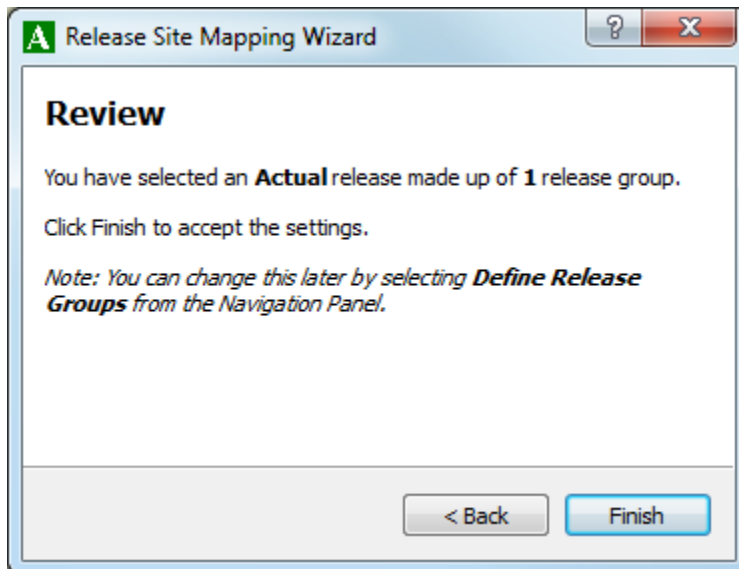 A Release Site Mapping Wizard ? X
Review
You have selected an Actual release made up of 1 release group.
Click Finish to accept the settings.
Note: You can change this later by selecting Define Release
Groups from the Navigation Panel.
< Back Finish